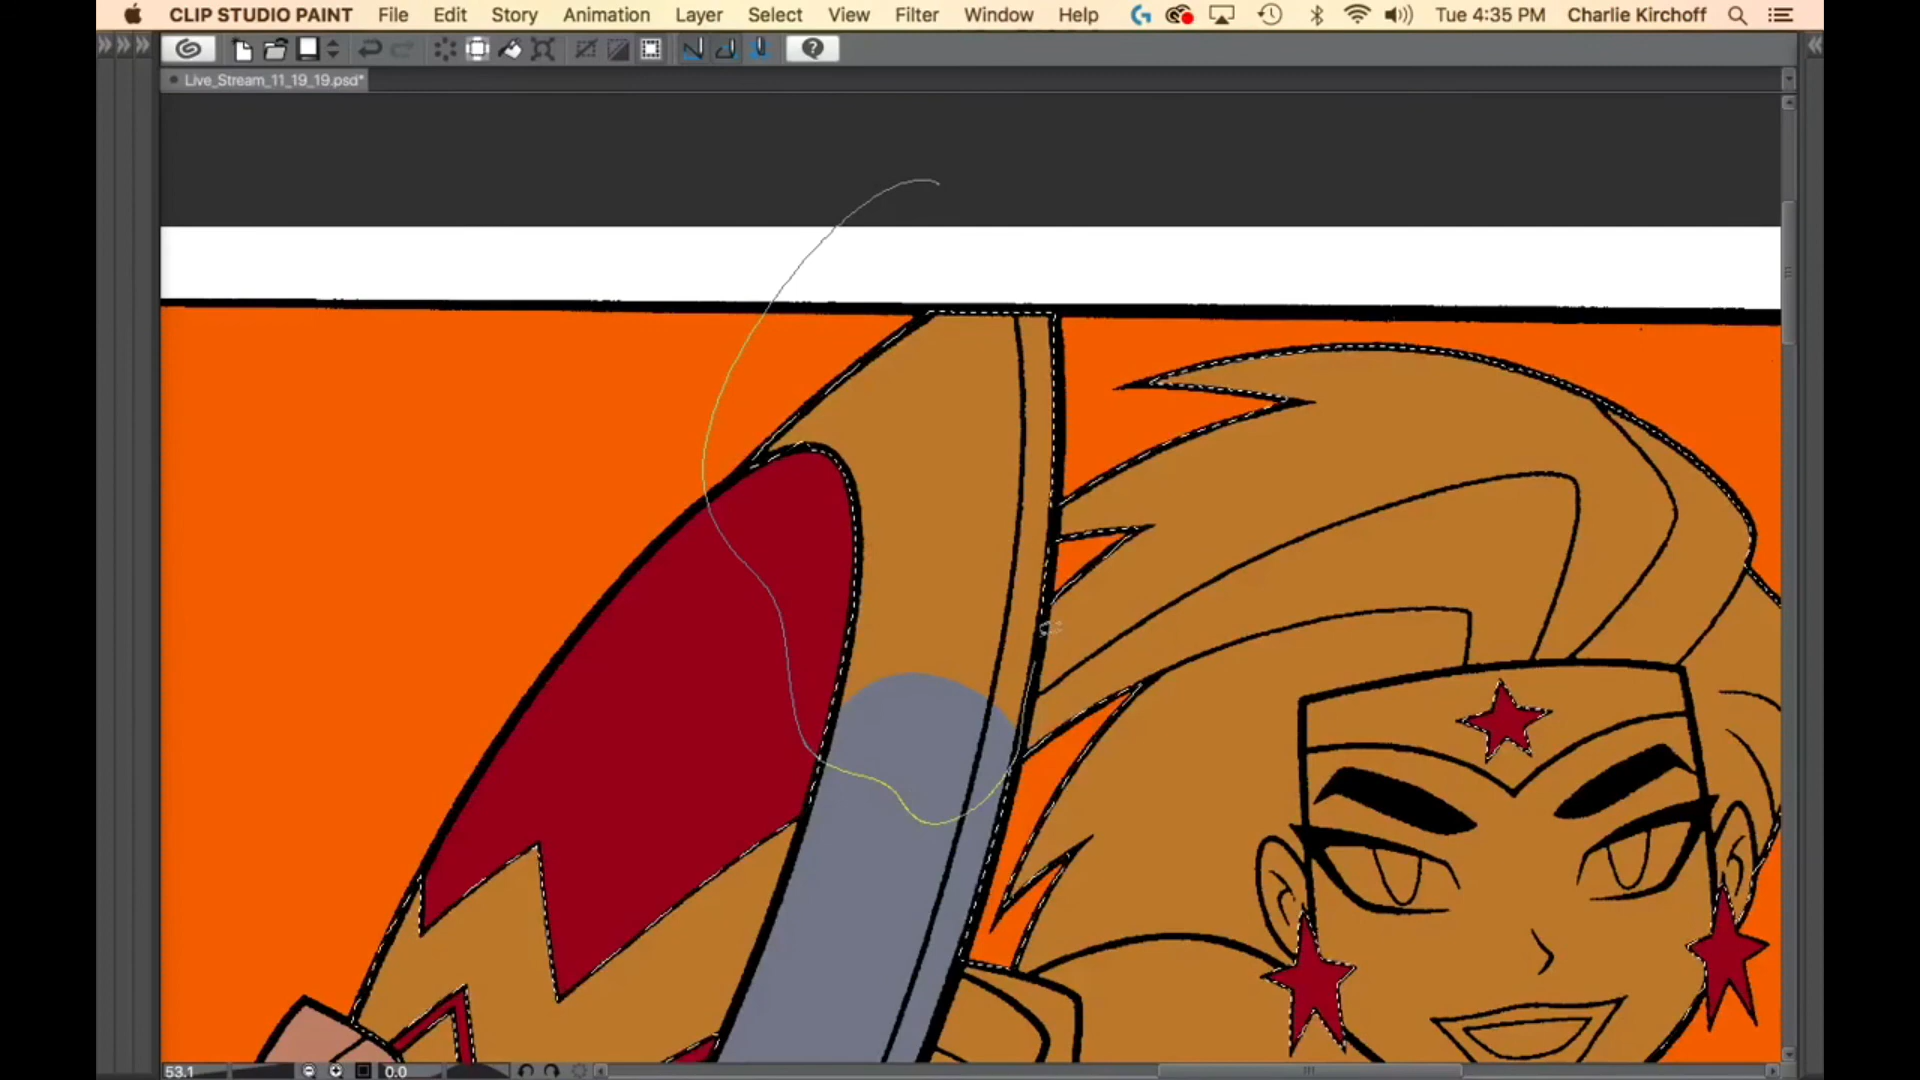 CLIP STUDIO PAINT File Edit Story Animation Layer Select View Filter Window Help Tue 4:35 PM Charlie Kirchoff
Live_Stream_11_19_19.psd*
53.1 0.0